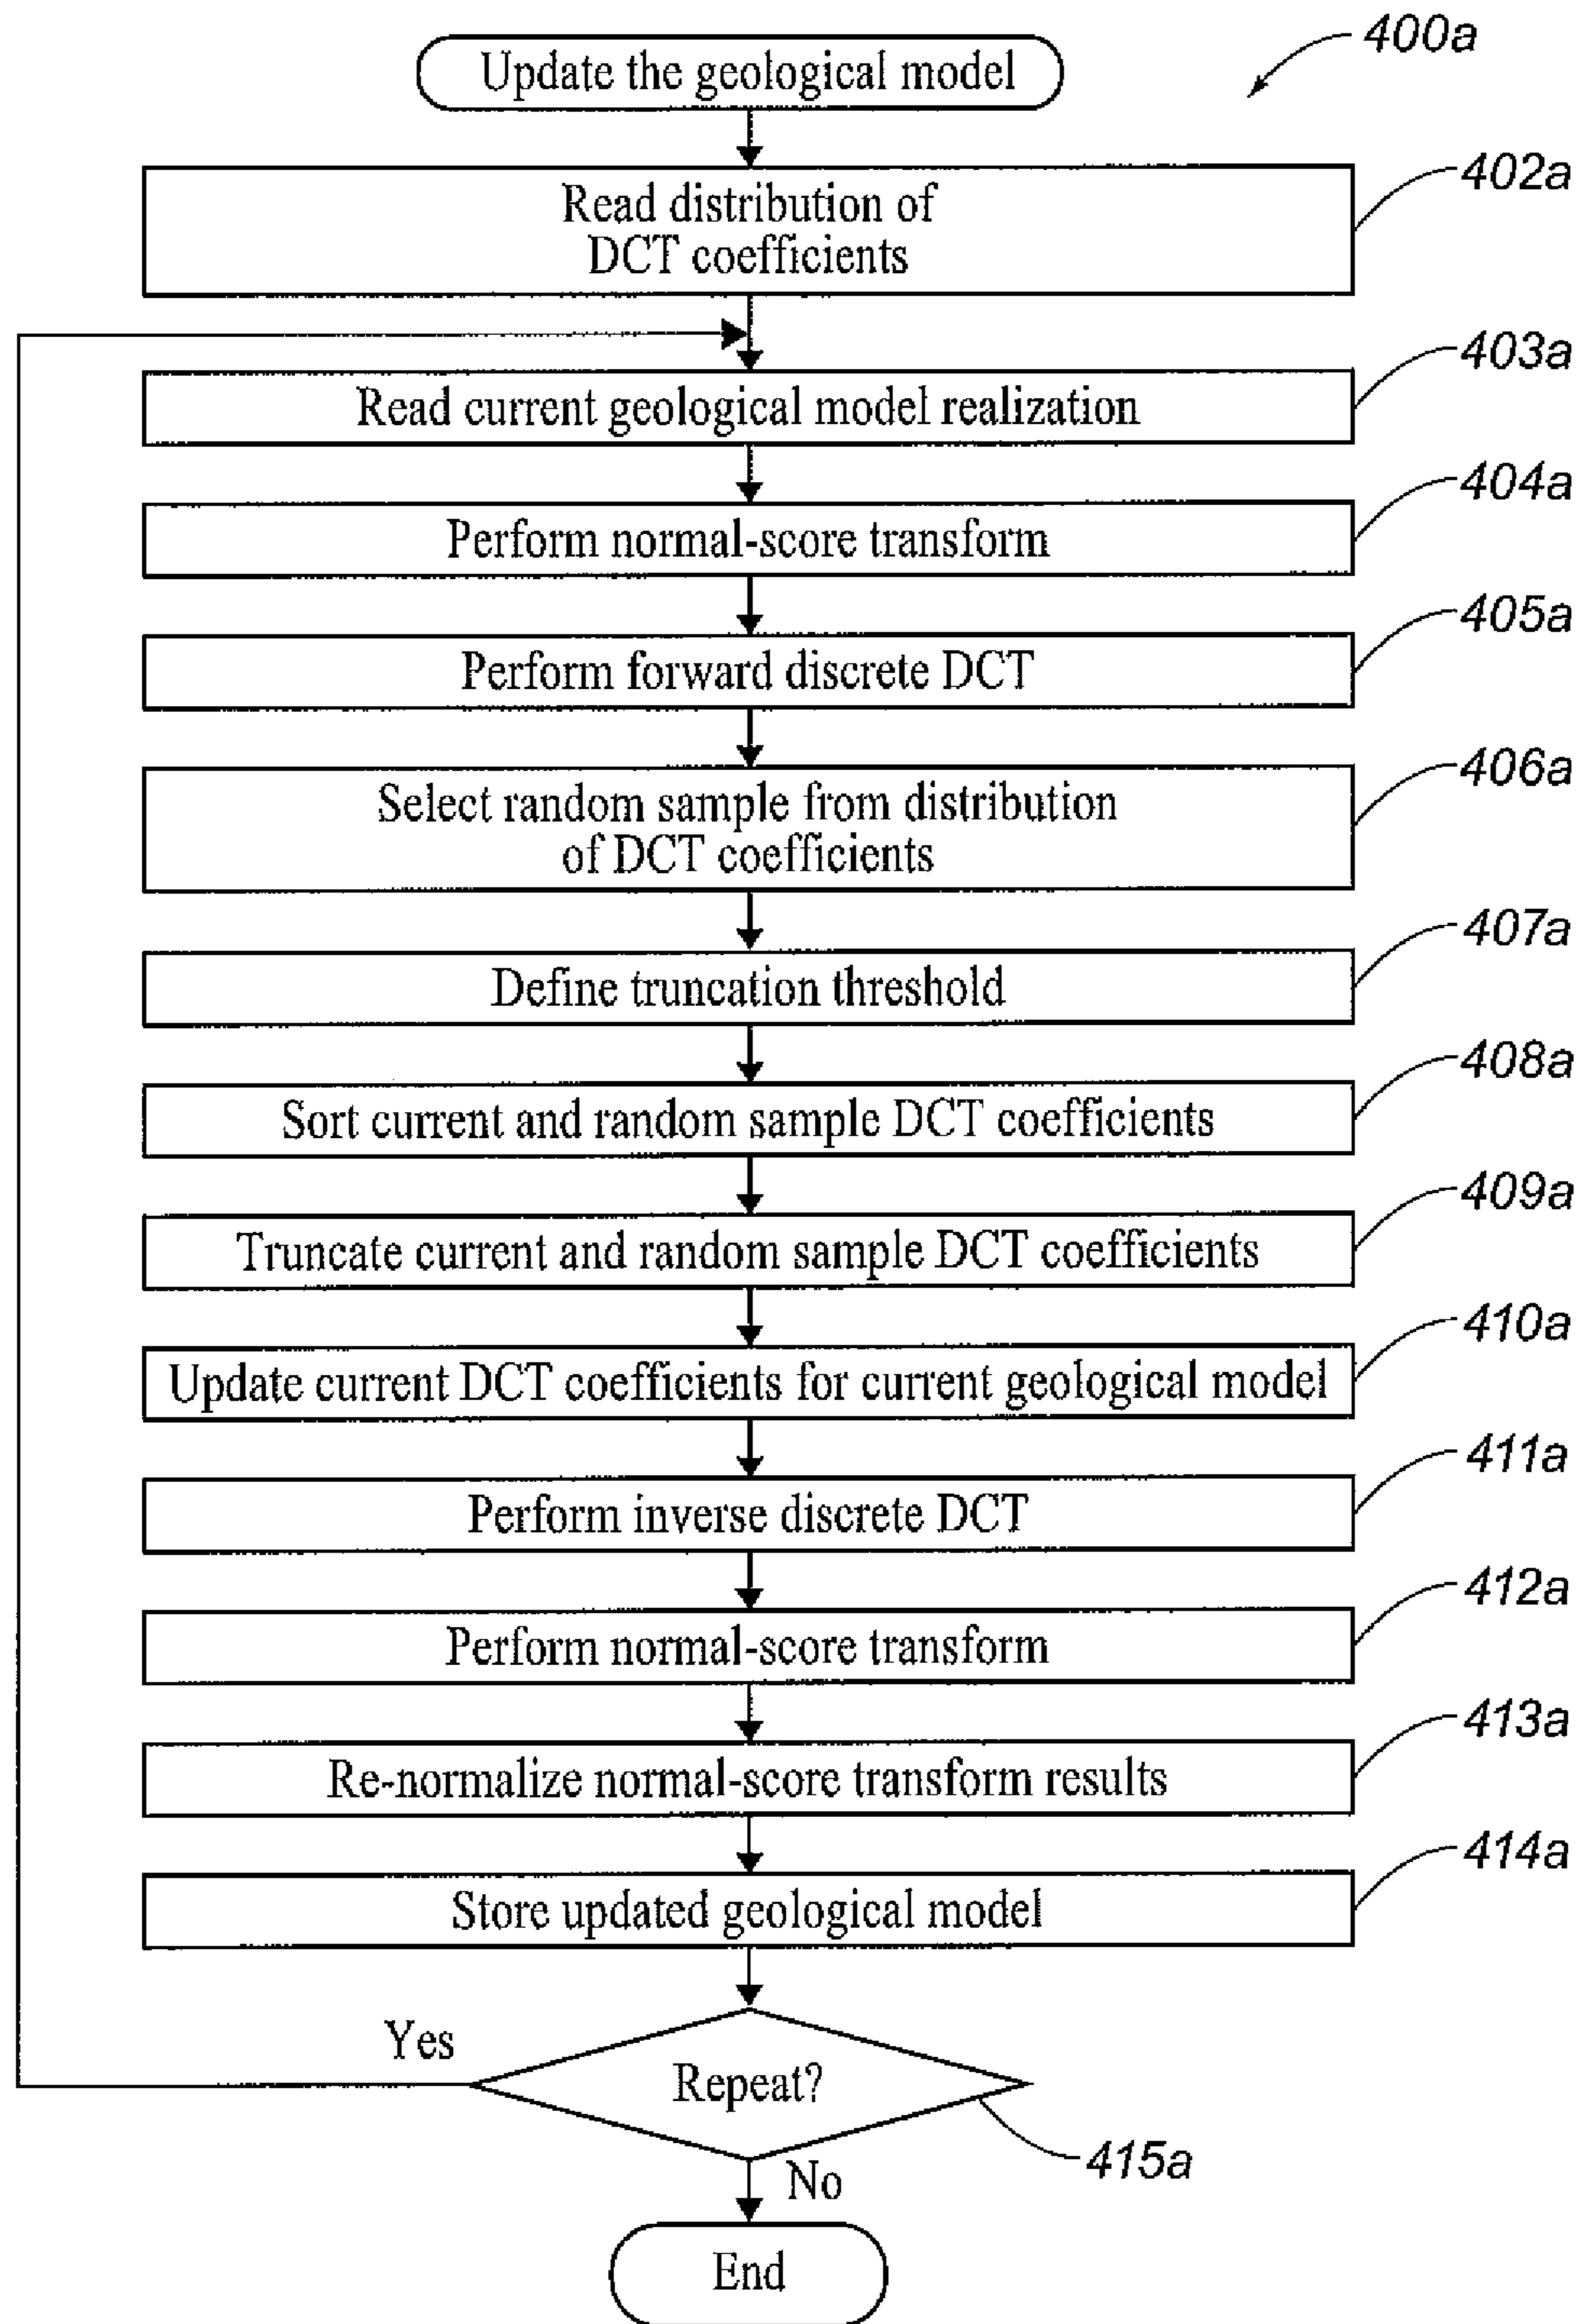 400a
Update the geological model
402a
Read distribution of
DCT coefficients
403a
Read current geological model realization
404a
Perform normal-score transform
405a
Perform forward discrete DCT
406a
Select random sample from distribution
of DCT coefficients
407a
Define truncation threshold
408a
Sort current and random sample DCT coefficients
409a
Truncate current and random sample DCT coefficients
410a
Update current DCT coefficients for current geological model
411a
Perform inverse discrete DCT
412a
Perform normal-score transform
413a
Re-normalize normal-score transform results
414a
Store updated geological model
Yes
Repeat?
415a
No
End